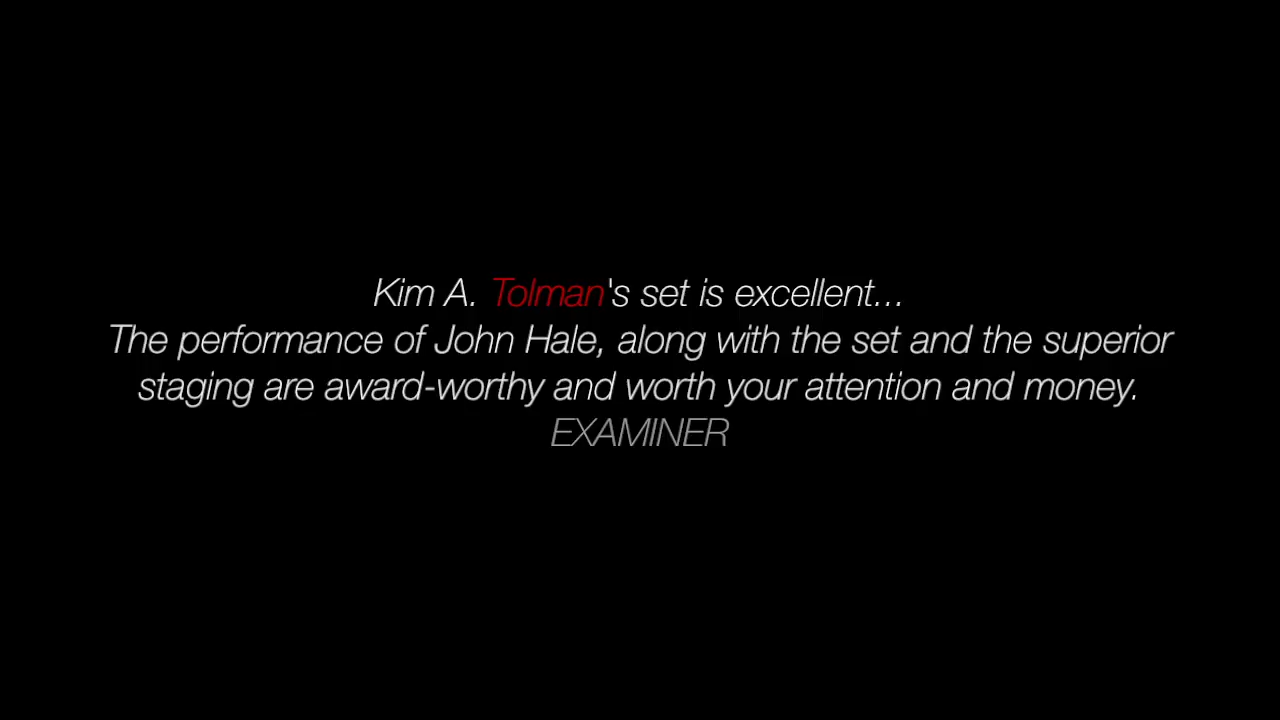 Kim A. Tolman's set is excellent...
The performance of John Hale, along with the set and the superior
staging are award-worthy and worth your attention and money.
EXAMINER